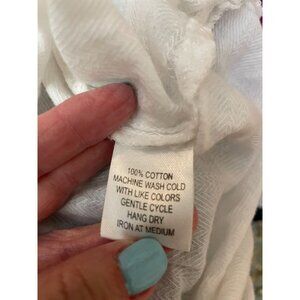 100% COTTON
MACHINE WASH COLD
WITH LIKE COLORS
GENTLE CYCLE
HANG DRY
IRON AT MEDIUM